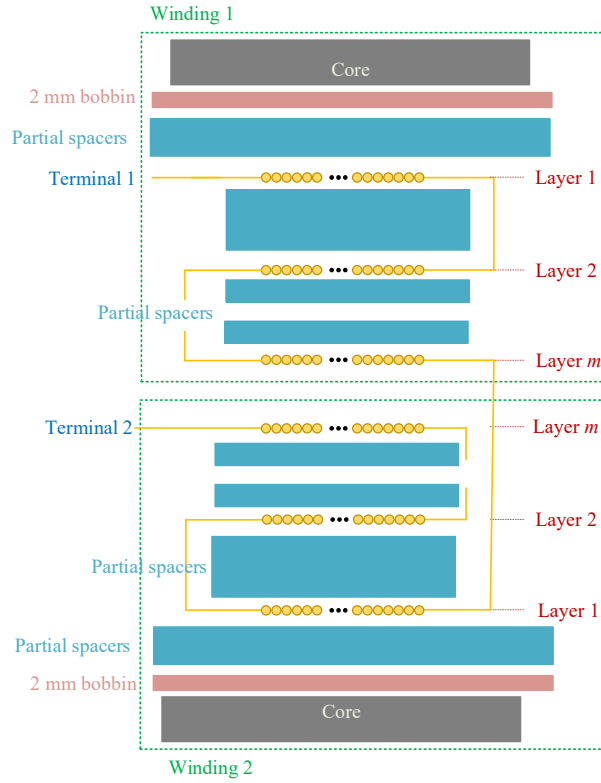 Winding 1
Core
2 mm bobbin
Partial spacers
Terminal 1
Layer 1
Layer 2
Partial spacers
Layer m
Terminal 2
Layer m
Layer 2
Partial spacers
Layer 1
Partial spacers
2 mm bobbin
Core
Winding 2